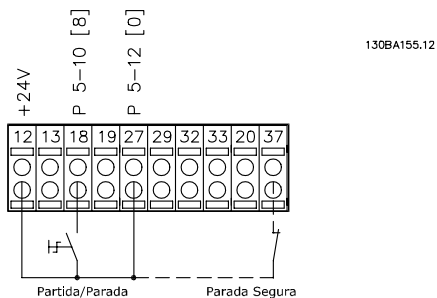 130BA155.12
+24V
P 5-10 [8]
P 5-12 [0]
12 13 18 19 27 29 32 33 20 37
Partida/Parada
Parada Segura